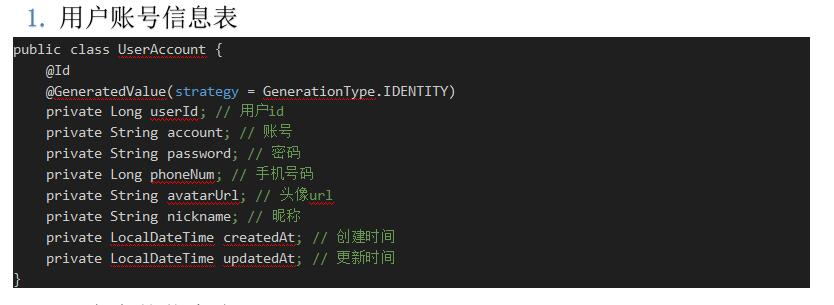 1. 用户账号信息表
public class UserAccount {
@Id
@GeneratedValue(strategy = GenerationType.IDENTITY)
private Long userId; // 用户id
private String account; // 账号
private String password; // 密码
private Long phoneNum; // 手机号码
private String avatarUrl; // 头像url
private String nickname; // 昵称
private LocalDateTime createdAt; // 创建时间
private LocalDateTime updatedAt; // 更新时间
}